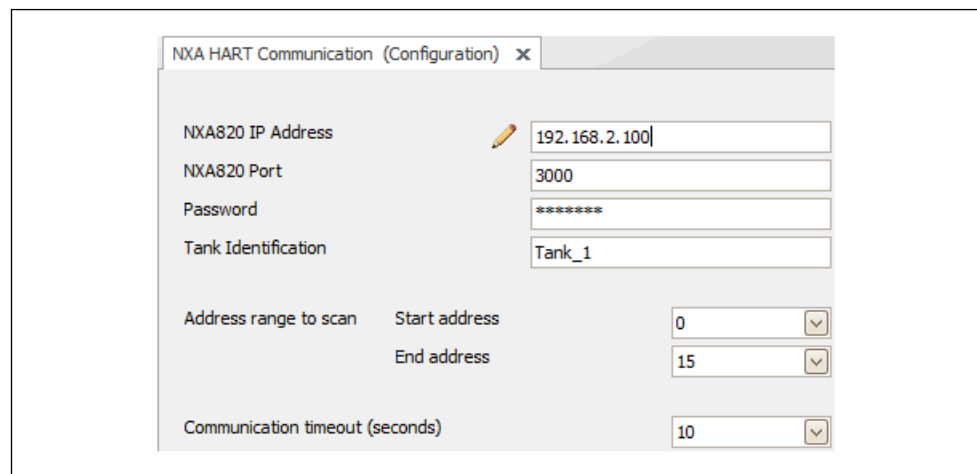 NXA HART Communication (Configuration) X
NXA820 IP Address 192.168.2.100
NXA820 Port 3000
Password *******
Tank Identification Tank_1
Address range to scan Start address 0
End address 15
Communication timeout (seconds) 10